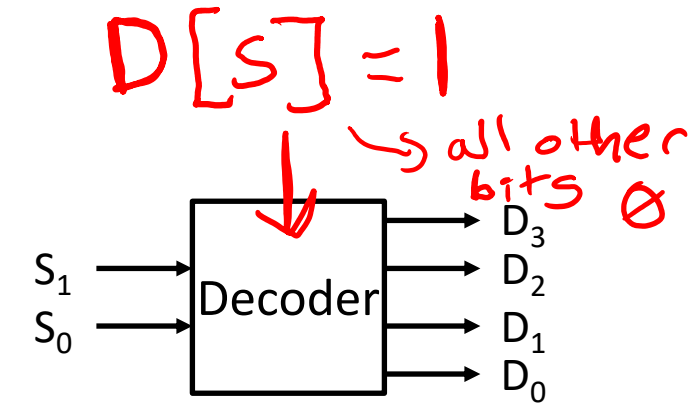 D[S] = 1
all other
bits 0
D₃
S₁
Decoder
D₂
S₀
D₁
D₀